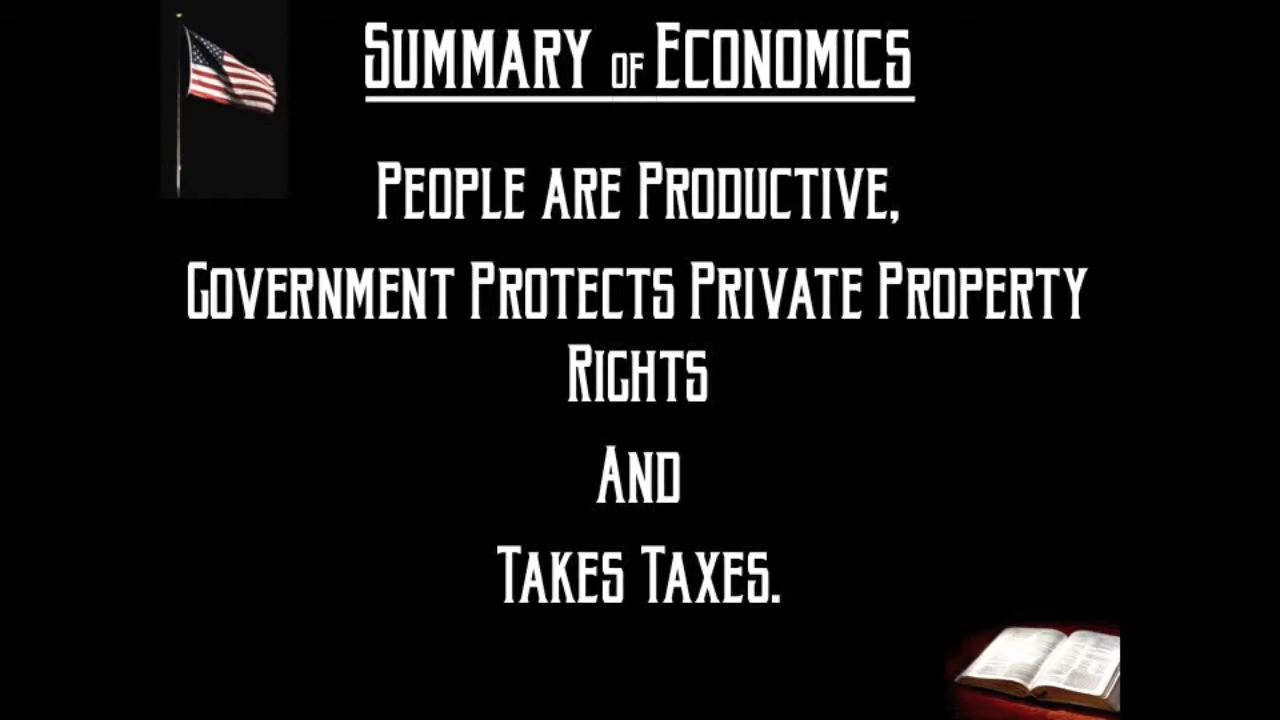 Summary of Economics
People are Productive,
Government Protects Private Property
Rights
And
Takes Taxes.